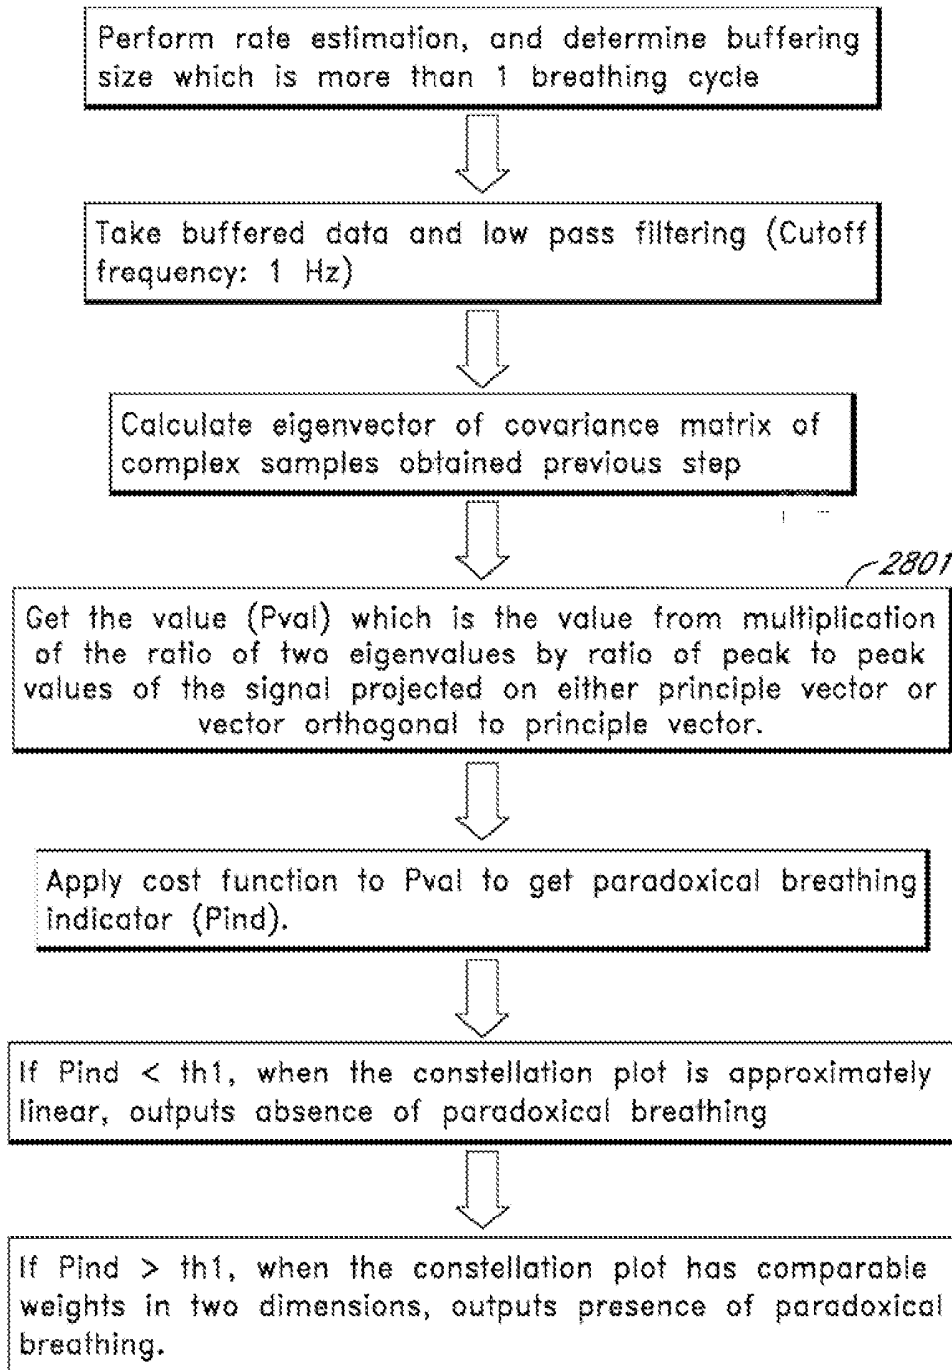 Perform rate estimation, and determine buffering
size which is more than 1 breathing cycle
Take buffered data and low pass filtering (Cutoff
frequency: 1 Hz)
Calculate eigenvector of covariance matrix of
complex samples obtained previous step
2801
Get the value (Pval) which is the value from multiplication
of the ratio of two eigenvalues by ratio of peak to peak
values of the signal projected on either principle vector or
vector orthogonal to principle vector.
Apply cost function to Pval to get paradoxical breathing
indicator (Pind).
If Pind < th1, when the constellation plot is approximately
linear, outputs absence of paradoxical breathing
If Pind > th1, when the constellation plot has comparable
weights in two dimensions, outputs presence of paradoxical
breathing.